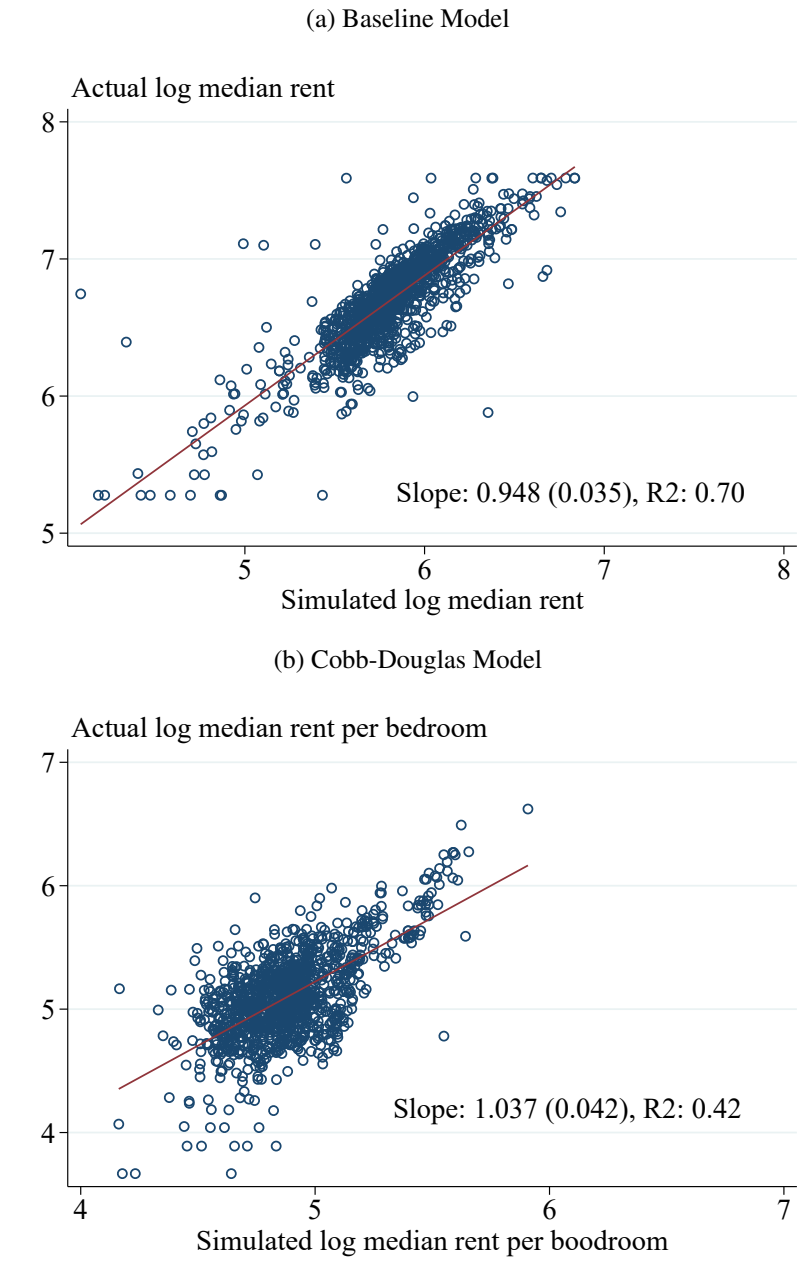 (a) Baseline Model
Actual log median rent
8
7
6
5
Slope: 0.948 (0.035), R2: 0.70
5 6 7 8
Simulated log median rent
(b) Cobb-Douglas Model
Actual log median rent per bedroom
7
6
5
4
Slope: 1.037 (0.042), R2: 0.42
4 5 6 7
Simulated log median rent per boodroom